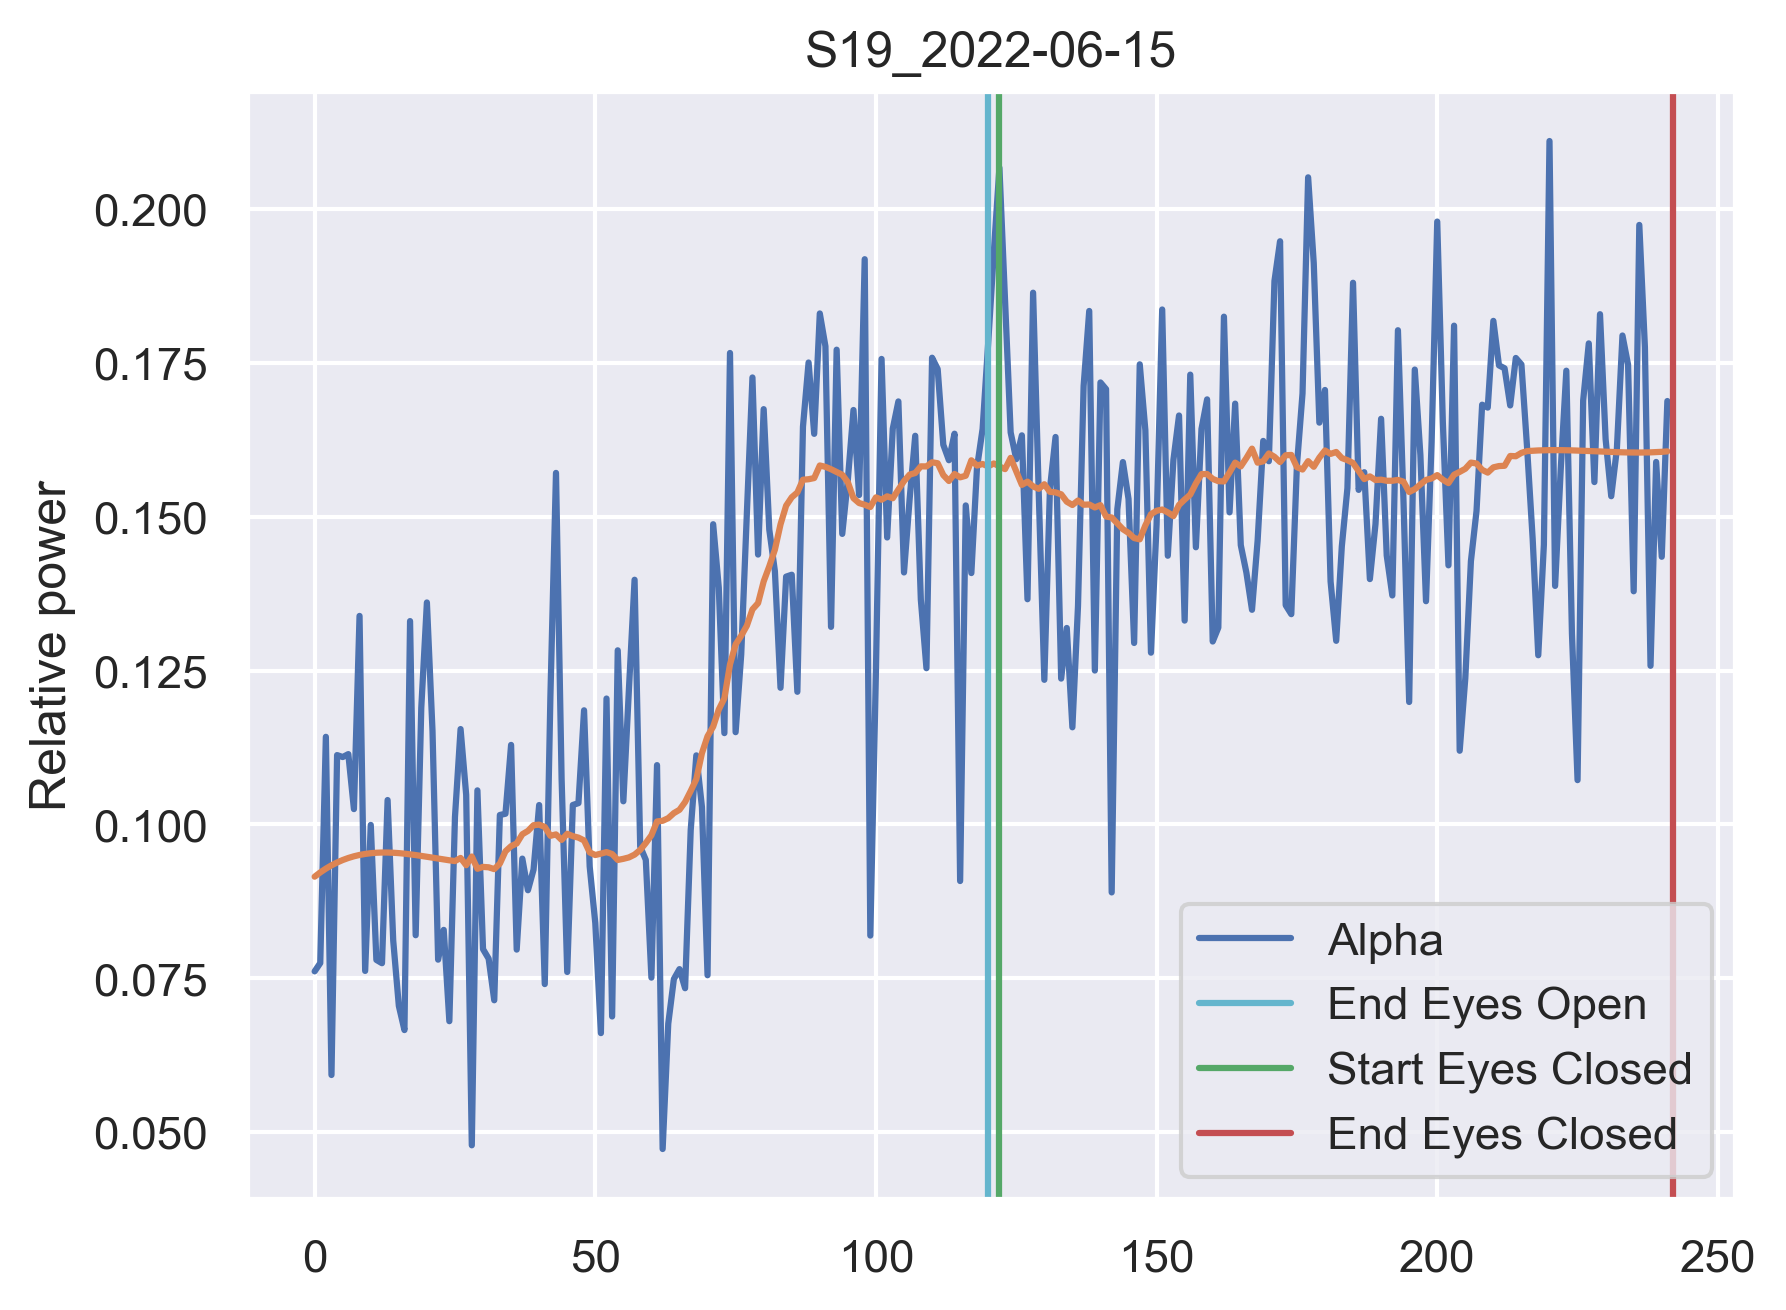 S19_2022-06-15
Relative power
0.200
0.175
0.150
0.125
0.100
0.075
0.050
0 50 100 150 200 250
Alpha
End Eyes Open
Start Eyes Closed
End Eyes Closed